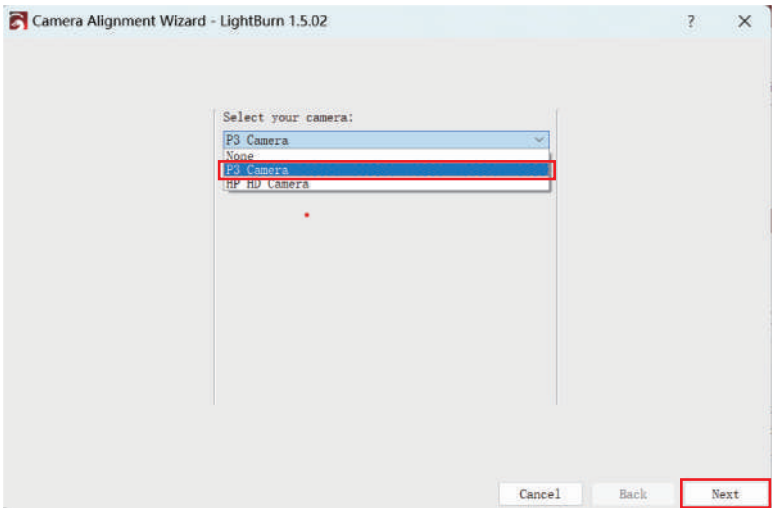 Camera Alignment Wizard - LightBurn 1.5.02
? X
Select your camera:
P3 Camera
None
P3 Camera
HP HD Camera
Cancel Back Next